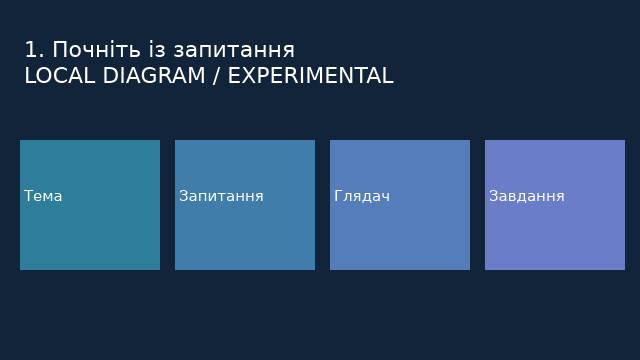 1. Почніть із запитання
LOCAL DIAGRAM / EXPERIMENTAL
Тема
Запитання
Глядач
Завдання